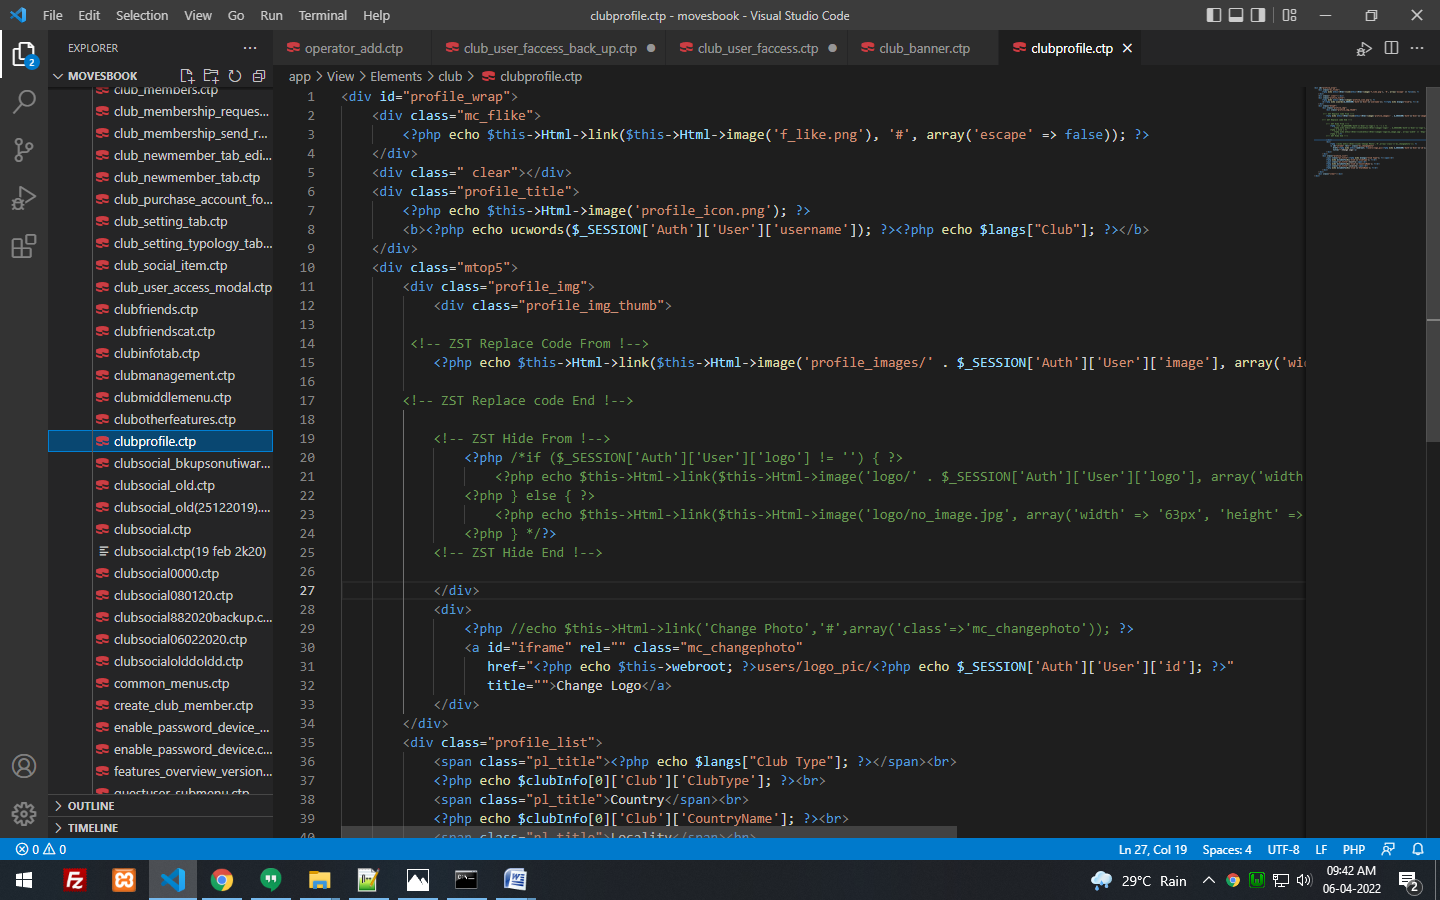 File Edit Selection View Go Run Terminal Help
clubprofile.ctp - movesbook - Visual Studio Code
EXPLORER
operator_add.ctp
club_user_faccess_back_up.ctp
club_user_faccess.ctp
club_banner.ctp
clubprofile.ctp
2
MOVESBOOK
app > View > Elements > club > clubprofile.ctp
club_members.ctp
club_membership_reques...
club_membership_send_r...
club_newmember_tab_edi...
club_newmember_tab.ctp
club_purchase_account_fo...
club_setting_tab.ctp
club_setting_typology_tab...
club_social_item.ctp
club_user_access_modal.ctp
clubfriends.ctp
clubfriendscat.ctp
clubinfotab.ctp
clubmanagement.ctp
clubmiddlemenu.ctp
clubotherfeatures.ctp
clubprofile.ctp
clubsocial_bkupsonutiwar...
clubsocial_old.ctp
clubsocial_old(25122019)....
clubsocial.ctp
clubsocial.ctp(19 feb 2k20)
clubsocial0000.ctp
clubsocial080120.ctp
clubsocial882020backup.c...
clubsocial06022020.ctp
clubsocialolddoldd.ctp
common_menus.ctp
create_club_member.ctp
enable_password_device_...
enable_password_device.c...
features_overview_version...
guestuser_submenu.ctp
OUTLINE
TIMELINE
1 <div id="profile_wrap">
2 <div class="mc_flike">
3 <?php echo $this->Html->link($this->Html->image('f_like.png'), '#', array('escape' => false)); ?>
4 </div>
5 <div class=" clear"></div>
6 <div class="profile_title">
7 <?php echo $this->Html->image('profile_icon.png'); ?>
8 <b><?php echo ucwords($_SESSION['Auth']['User']['username']); ?><?php echo $langs["Club"]; ?></b>
9 </div>
10 <div class="mtop5">
11 <div class="profile_img">
12 <div class="profile_img_thumb">
13
14 <!-- ZST Replace Code From !-->
15 <?php echo $this->Html->link($this->Html->image('profile_images/' . $_SESSION['Auth']['User']['image'], array('wi
16
17 <!-- ZST Replace code End !-->
18
19 <!-- ZST Hide From !-->
20 <?php /*if ($_SESSION['Auth']['User']['logo'] != '') { ?>
21 <?php echo $this->Html->link($this->Html->image('logo/' . $_SESSION['Auth']['User']['logo'], array('width
22 <?php } else { ?>
23 <?php echo $this->Html->link($this->Html->image('logo/no_image.jpg', array('width' => '63px', 'height' =>
24 <?php } */?>
25 <!-- ZST Hide End !-->
26
27 </div>
28 <div>
29 <?php //echo $this->Html->link('Change Photo','#',array('class'=>'mc_changephoto')); ?>
30 <a id="iframe" rel="" class="mc_changephoto"
31 href="<?php echo $this->webroot; ?>users/logo_pic/<?php echo $_SESSION['Auth']['User']['id']; ?>"
32 title="">Change Logo</a>
33 </div>
34 </div>
35 <div class="profile_list">
36 <span class="pl_title"><?php echo $langs["Club Type"]; ?></span><br>
37 <?php echo $clubInfo[0]['Club']['ClubType']; ?><br>
38 <span class="pl_title">Country</span><br>
39 <?php echo $clubInfo[0]['Club']['CountryName']; ?><br>
40 <span class="pl_title">Locality</span><br>
0 0
Ln 27, Col 19 Spaces: 4 UTF-8 LF PHP
29°C Rain
09:42 AM
06-04-2022
2